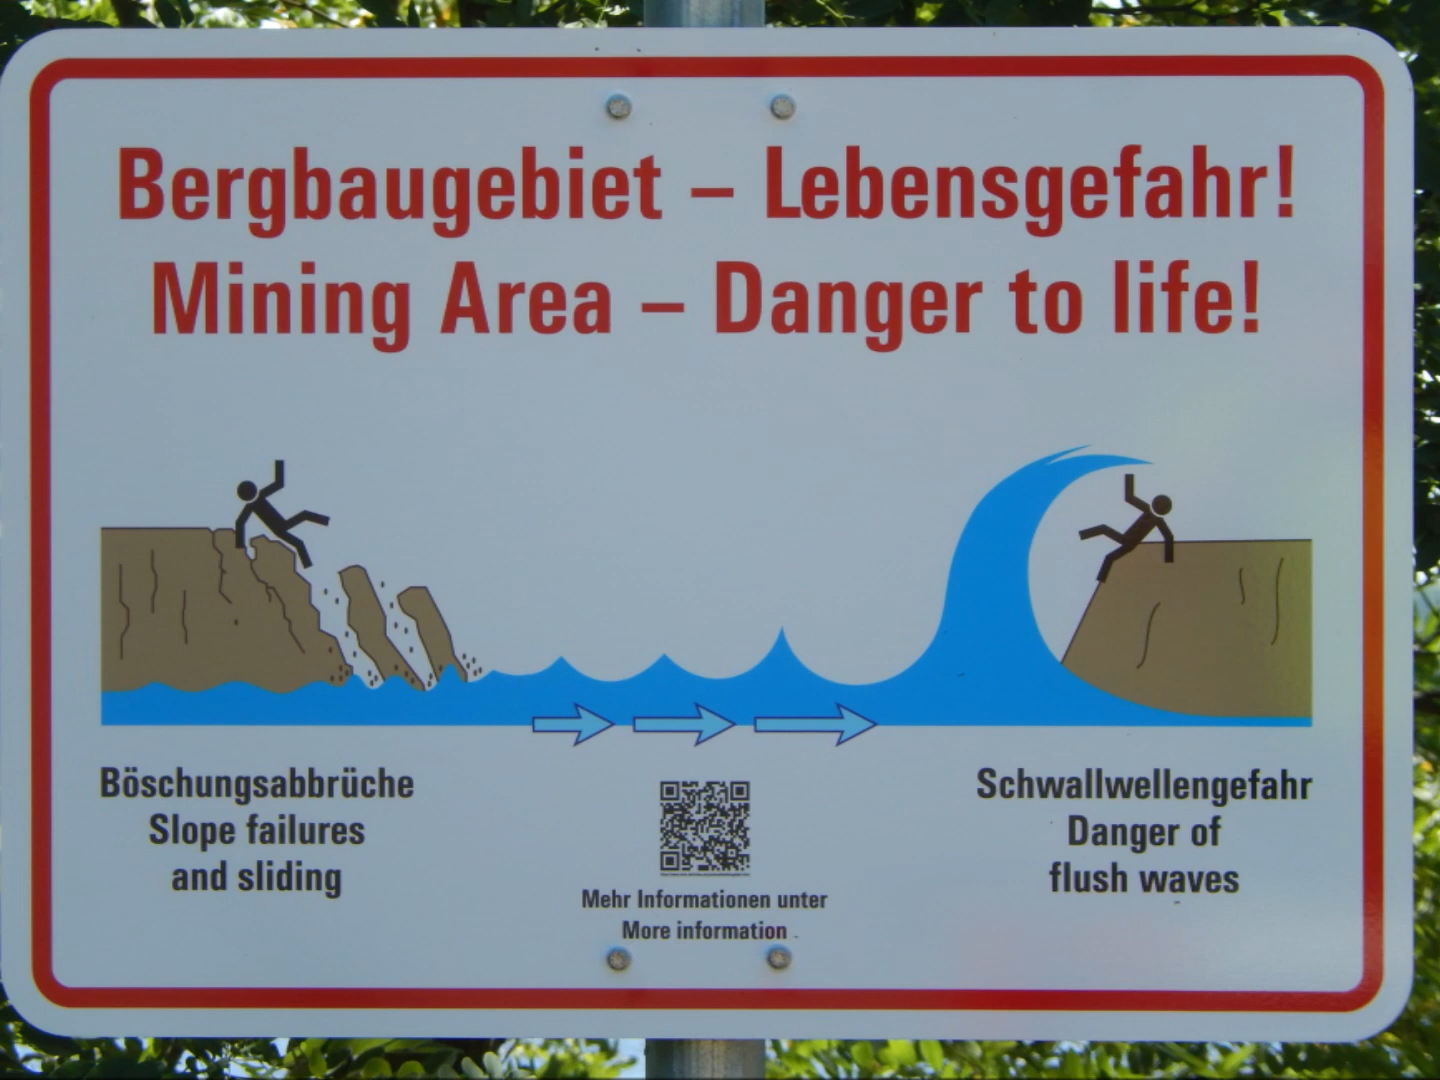 Bergbaugebiet – Lebensgefahr!
Mining Area – Danger to life!
Böschungsabbrüche
Slope failures
and sliding
Mehr Informationen unter
More information
Schwallwellengefahr
Danger of
flush waves